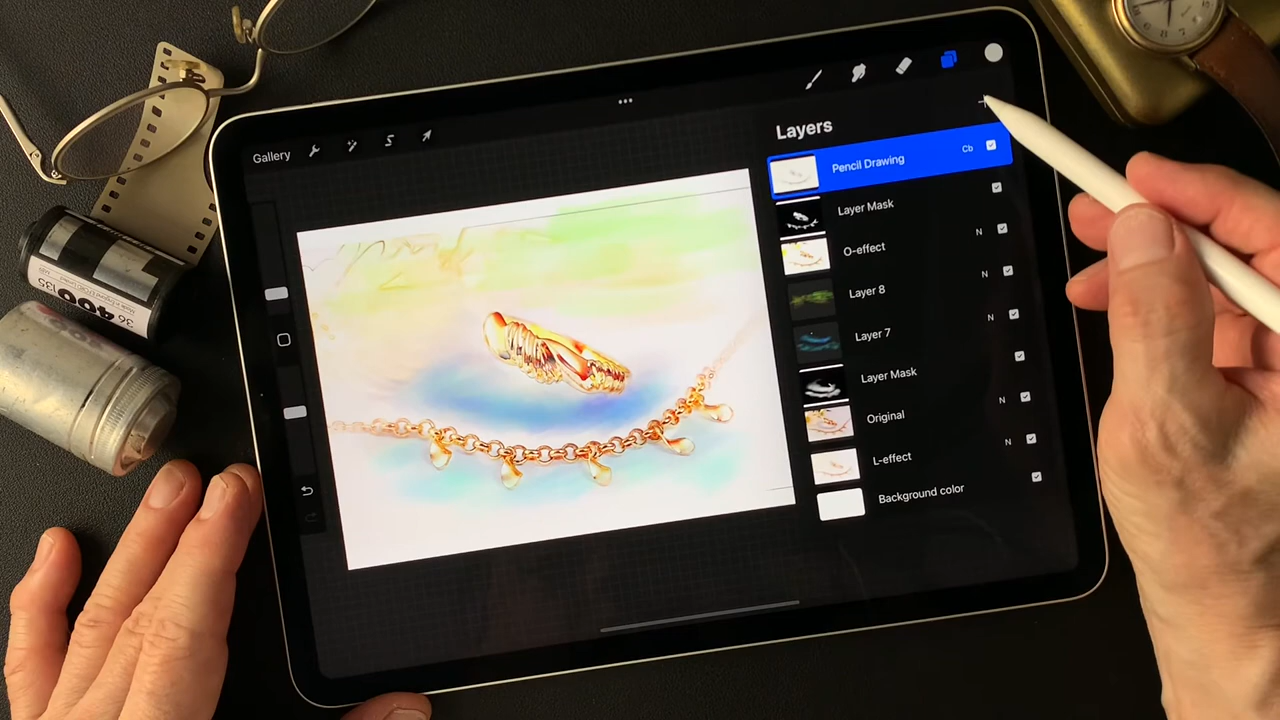 Gallery
Layers
Pencil Drawing Cb
Layer Mask
O-effect N
Layer 8 N
Layer 7 N
Layer Mask
Original N
L-effect N
Background color
400
36
135